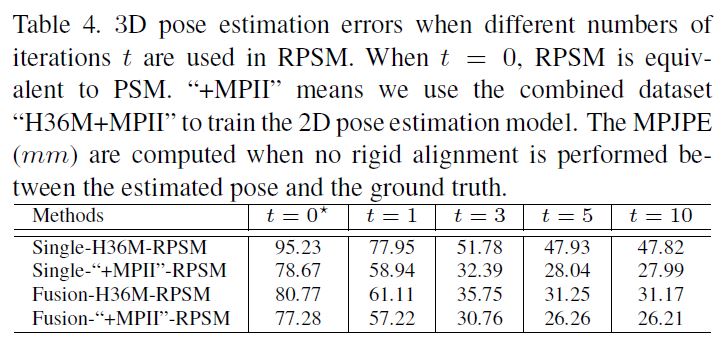 Table 4. 3D pose estimation errors when different numbers of
iterations t are used in RPSM. When t = 0, RPSM is equiv-
alent to PSM. “+MPII” means we use the combined dataset
“H36M+MPII” to train the 2D pose estimation model. The MPJPE
(mm) are computed when no rigid alignment is performed be-
tween the estimated pose and the ground truth.
Methods t = 0* t = 1 t = 3 t = 5 t = 10
Single-H36M-RPSM 95.23 77.95 51.78 47.93 47.82
Single-“+MPII”-RPSM 78.67 58.94 32.39 28.04 27.99
Fusion-H36M-RPSM 80.77 61.11 35.75 31.25 31.17
Fusion-“+MPII”-RPSM 77.28 57.22 30.76 26.26 26.21